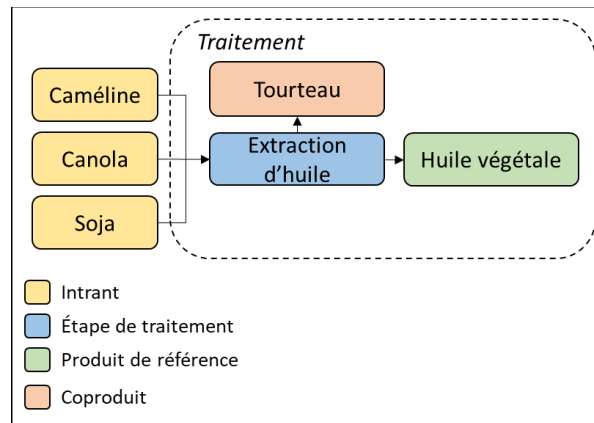 Traitement
Caméline
Tourteau
Canola
Extraction
d’huile
Huile végétale
Soja
Intrant
Étape de traitement
Produit de référence
Coproduit